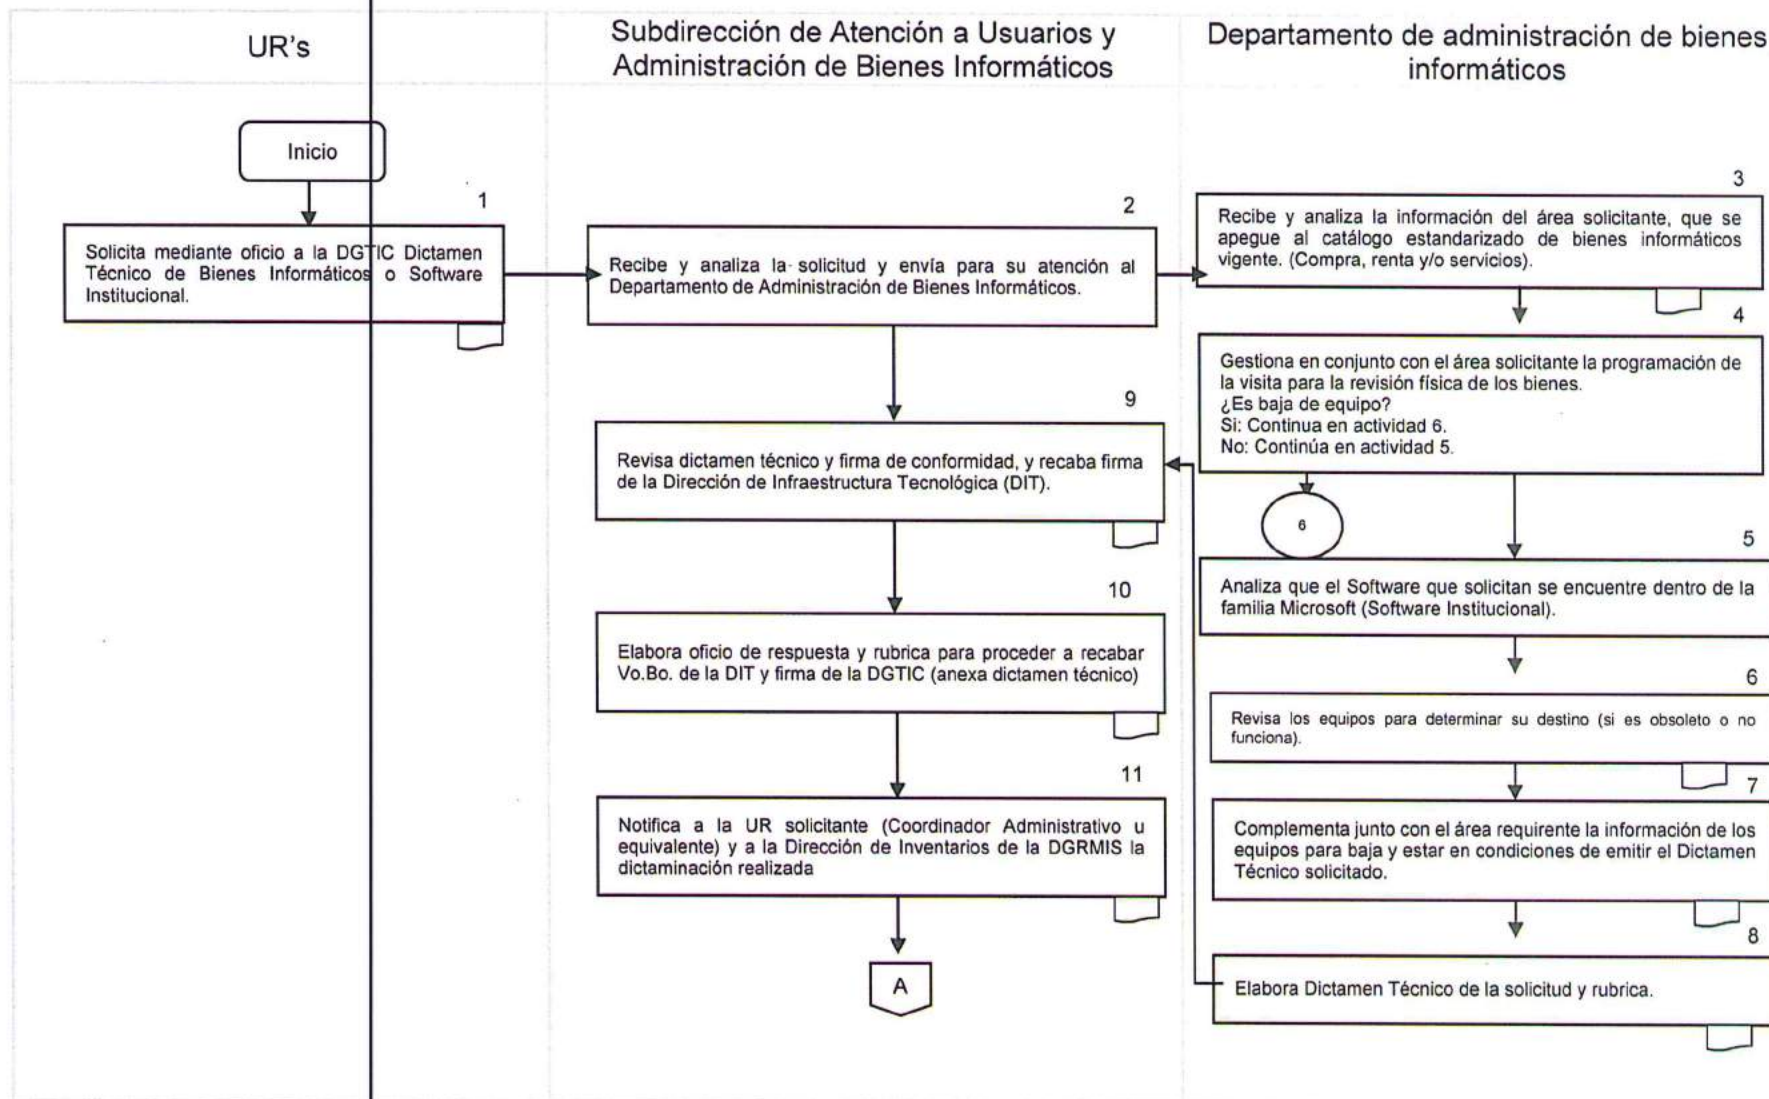 UR's
Subdirección de Atención a Usuarios y
Administración de Bienes Informáticos
Departamento de administración de bienes
informáticos
Inicio
1
Solicita mediante oficio a la DGTIC Dictamen
Técnico de Bienes Informáticos o Software
Institucional.
2
Recibe y analiza la solicitud y envía para su atención al
Departamento de Administración de Bienes Informáticos.
3
Recibe y analiza la información del área solicitante, que se
apegue al catálogo estandarizado de bienes informáticos
vigente. (Compra, renta y/o servicios).
4
Gestiona en conjunto con el área solicitante la programación de
la visita para la revisión física de los bienes.
¿Es baja de equipo?
Si: Continua en actividad 6.
No: Continúa en actividad 5.
6
5
Analiza que el Software que solicitan se encuentre dentro de la
familia Microsoft (Software Institucional).
6
Revisa los equipos para determinar su destino (si es obsoleto o no
funciona).
7
Complementa junto con el área requirente la información de los
equipos para baja y estar en condiciones de emitir el Dictamen
Técnico solicitado.
8
Elabora Dictamen Técnico de la solicitud y rubrica.
9
Revisa dictamen técnico y firma de conformidad, y recaba firma
de la Dirección de Infraestructura Tecnológica (DIT).
10
Elabora oficio de respuesta y rubrica para proceder a recabar
Vo.Bo. de la DIT y firma de la DGTIC (anexa dictamen técnico)
11
Notifica a la UR solicitante (Coordinador Administrativo u
equivalente) y a la Dirección de Inventarios de la DGRMIS la
dictaminación realizada
A